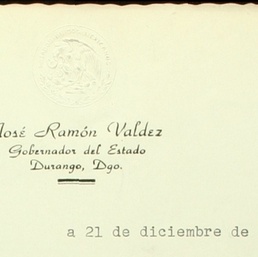 José Ramón Valdez
Gobernador del Estado
Durango, Dgo.
a 21 de diciembre de